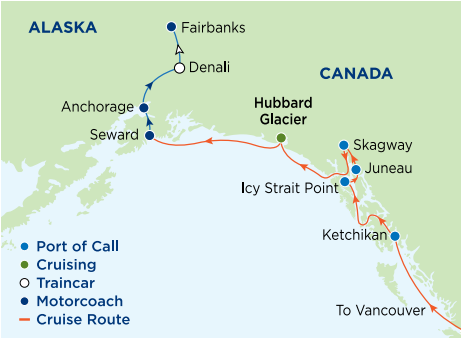 ALASKA
Fairbanks
Denali
CANADA
Anchorage
Hubbard
Glacier
Seward
Skagway
Juneau
Icy Strait Point
Ketchikan
Port of Call
Cruising
Traincar
Motorcoach
Cruise Route
To Vancouver